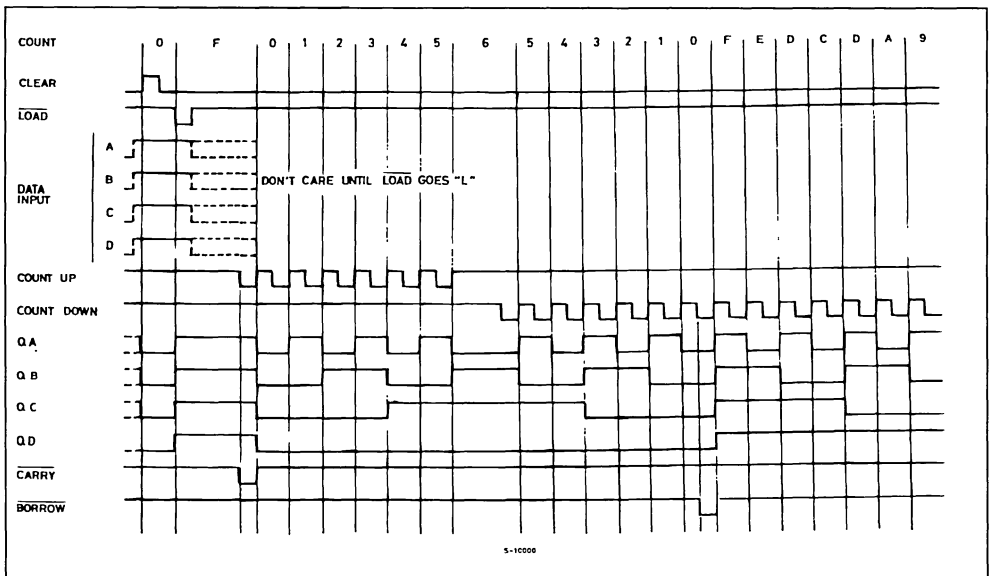 COUNT 0 F 0 1 2 3 4 5 6 5 4 3 2 1 0 F E D C D A 9
CLEAR
LOAD
A
B DON'T CARE UNTIL LOAD GOES "L"
DATA
INPUT
C
D
COUNT UP
COUNT DOWN
Q A
Q B
Q C
Q D
CARRY
BORROW
S-10000